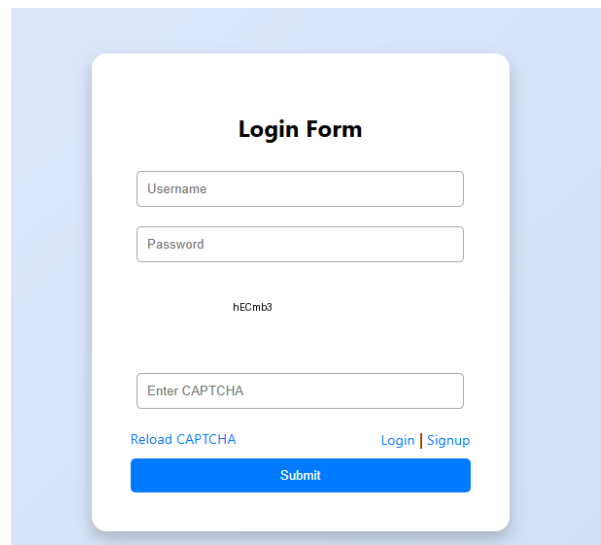 Login Form
Username
Password
hECmb3
Enter CAPTCHA
Reload CAPTCHA Login | Signup
Submit